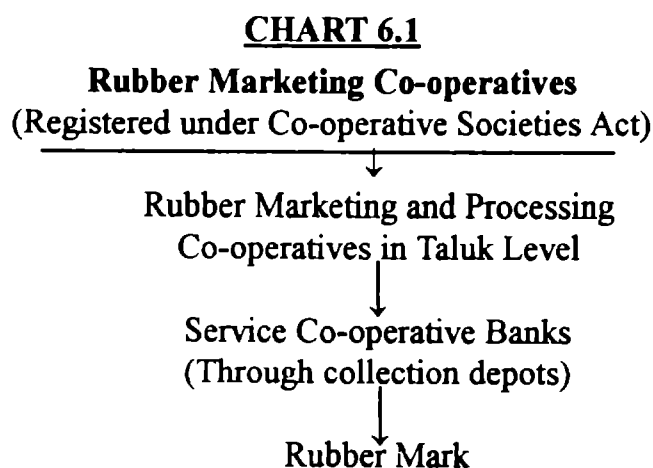 CHART 6.1
Rubber Marketing Co-operatives
(Registered under Co-operative Societies Act)
Rubber Marketing and Processing
Co-operatives in Taluk Level
Service Co-operative Banks
(Through collection depots)
Rubber Mark